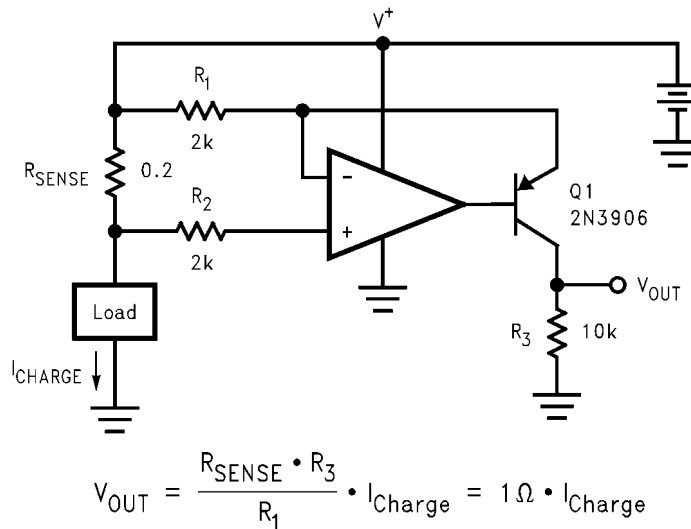 V+
R1
2k
RSENSE
0.2
R2
2k
−
+
Q1
2N3906
Load
ICHARGE
VOUT
R3
10k
VOUT = RSENSE • R3 / R1 • ICharge = 1Ω • ICharge